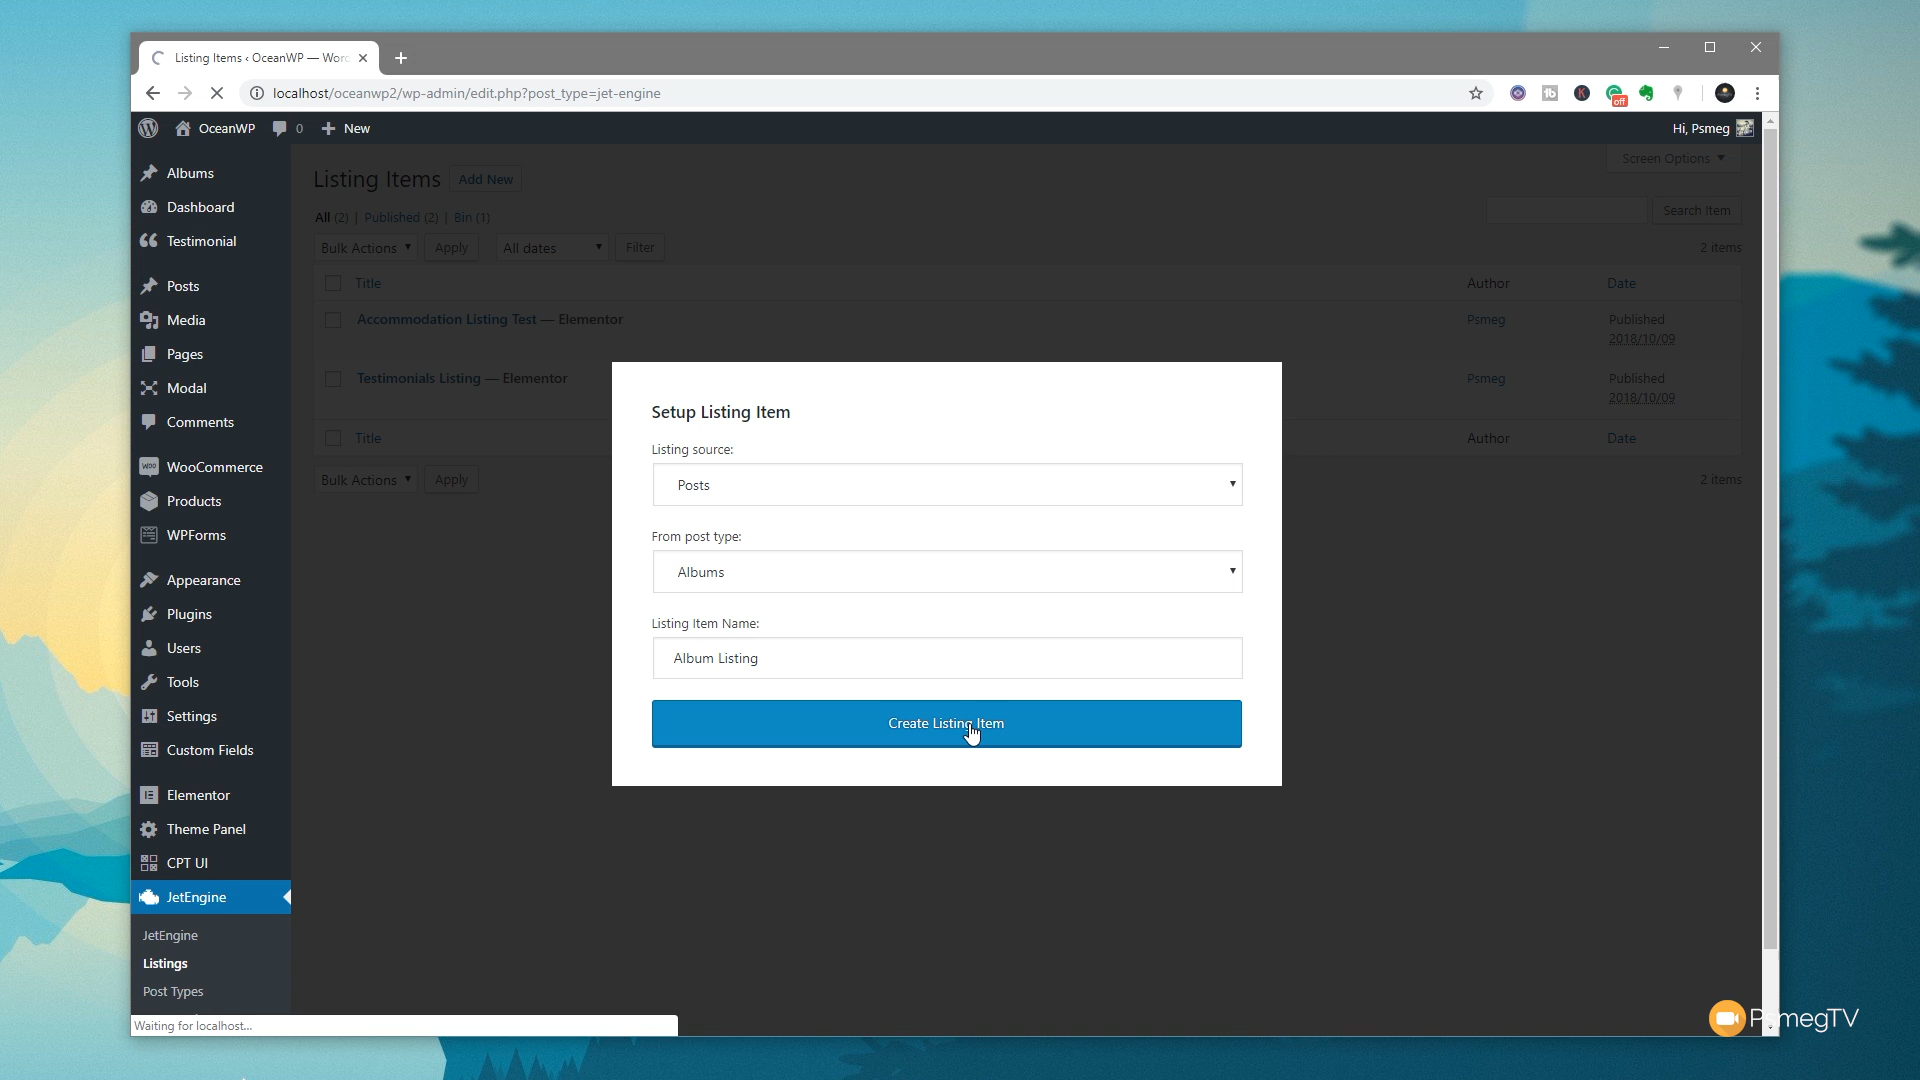 Listing Items ‹ OceanWP — Worc
localhost/oceanwp2/wp-admin/edit.php?post_type=jet-engine
off
OceanWP 0 New
Hi, Psmeg
Albums
Dashboard
Testimonial
Posts
Media
Pages
Modal
Comments
WooCommerce
Products
WPForms
Appearance
Plugins
Users
Tools
Settings
Custom Fields
Elementor
Theme Panel
CPT UI
JetEngine
JetEngine
Listings
Post Types
Waiting for localhost...
Screen Options
Listing Items Add New
All (2) | Published (2) | Bin (1)
Search Item
Bulk Actions Apply All dates Filter
2 items
Title Author Date
Accommodation Listing Test — Elementor Psmeg Published
2018/10/09
Testimonials Listing — Elementor Psmeg Published
2018/10/09
Title Author Date
Bulk Actions Apply
2 items
Setup Listing Item
Listing source:
Posts
From post type:
Albums
Listing Item Name:
Album Listing
Create Listing Item
PsmegTV